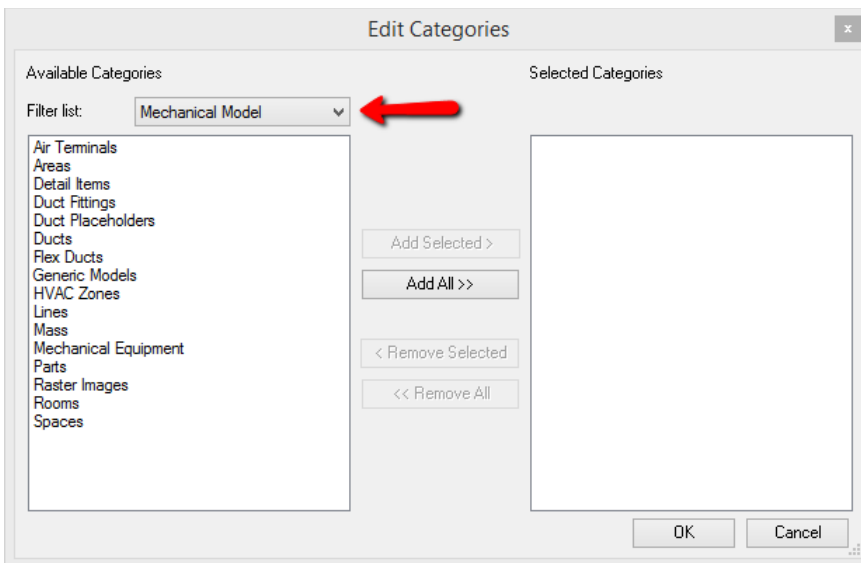 Edit Categories
x
Available Categories
Selected Categories
Filter list:
Mechanical Model
Air Terminals
Areas
Detail Items
Duct Fittings
Duct Placeholders
Ducts
Flex Ducts
Generic Models
HVAC Zones
Lines
Mass
Mechanical Equipment
Parts
Raster Images
Rooms
Spaces
Add Selected >
Add All >>
< Remove Selected
<< Remove All
OK
Cancel